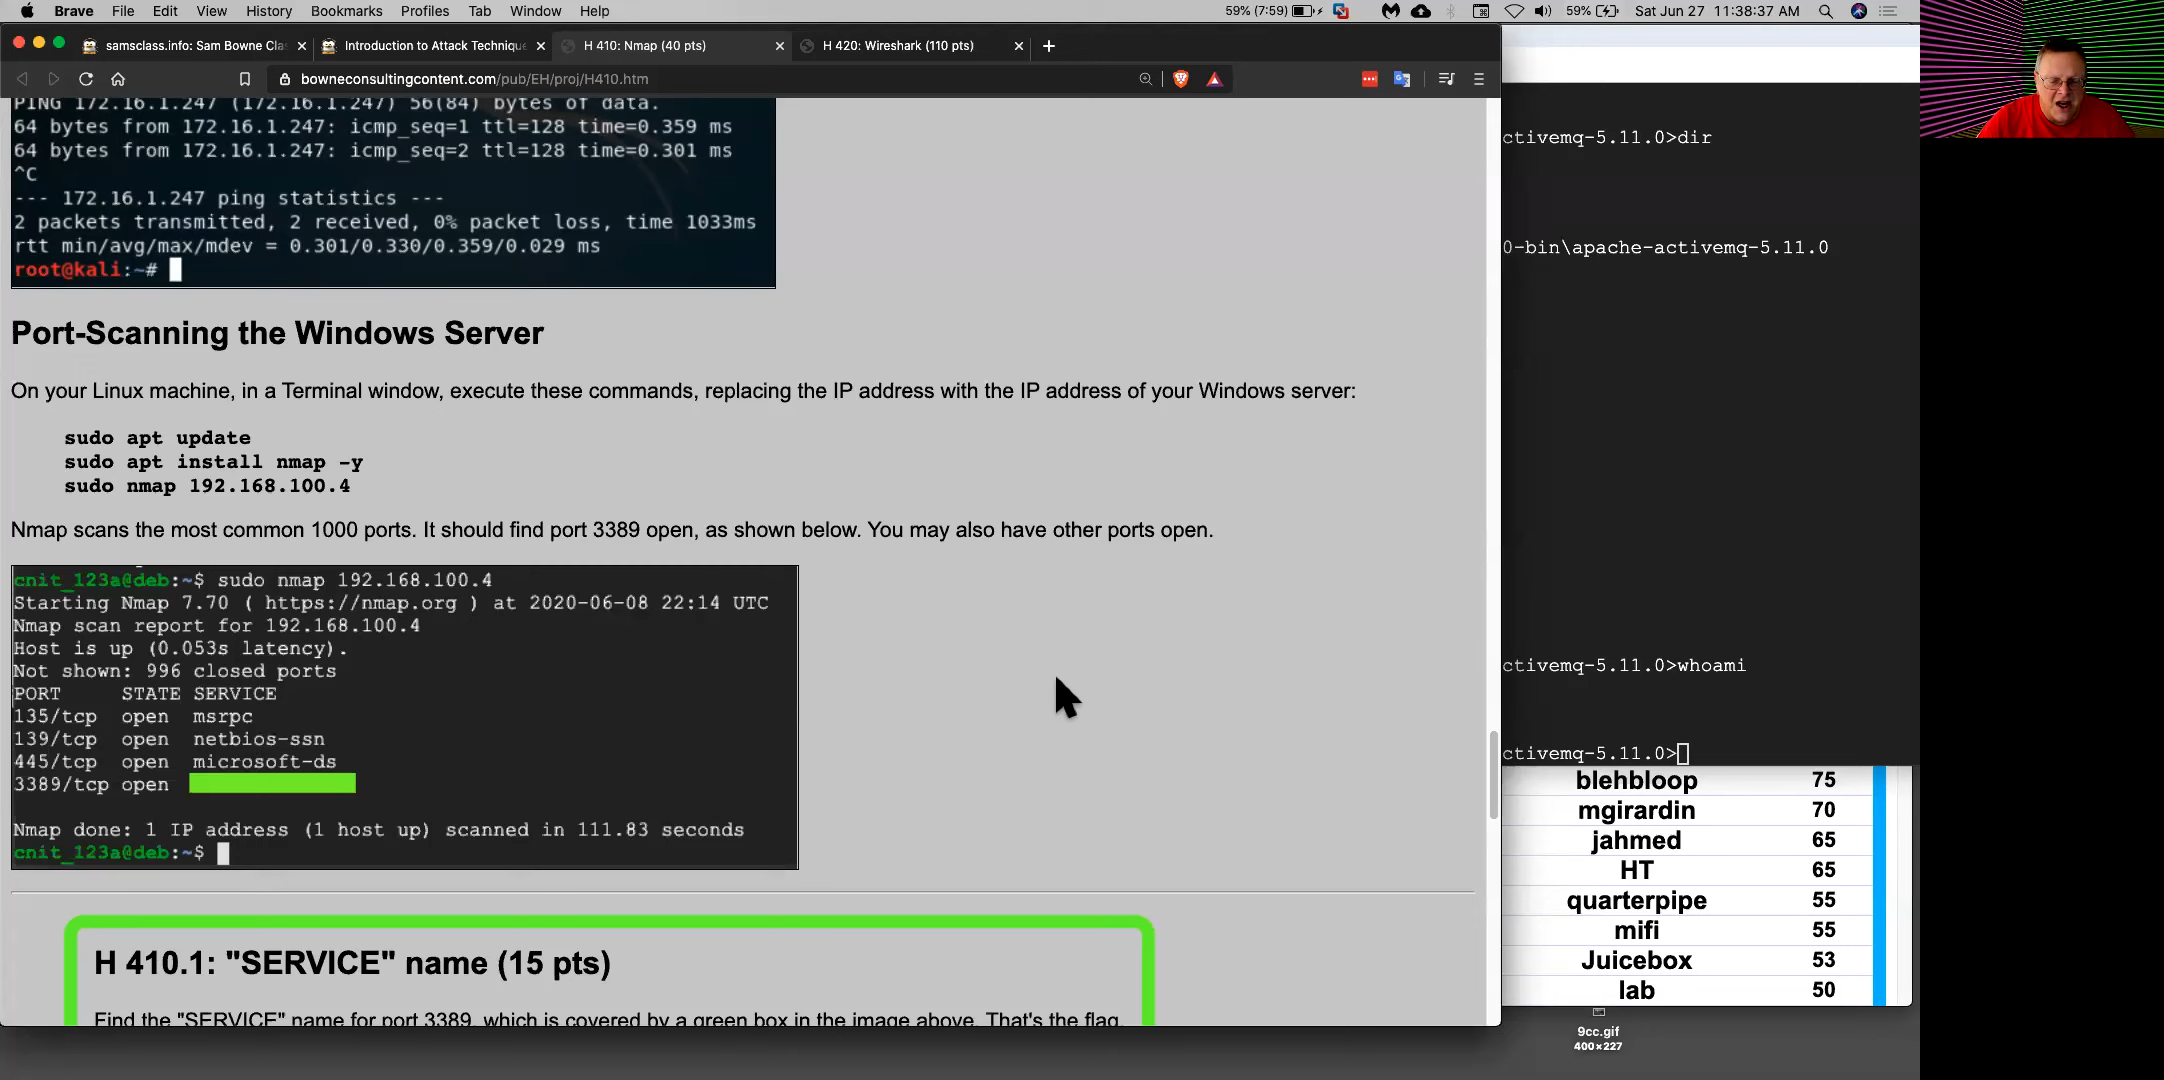 Brave File Edit View History Bookmarks Profiles Tab Window Help
59% (7:59) 59% Sat Jun 27 11:38:37 AM
samsclass.info: Sam Bowne Cla
Introduction to Attack Technique
H 410: Nmap (40 pts)
H 420: Wireshark (110 pts)
bowneconsultingcontent.com/pub/EH/proj/H410.htm
PING 172.16.1.247 (172.16.1.247) 56(84) bytes of data.
64 bytes from 172.16.1.247: icmp_seq=1 ttl=128 time=0.359 ms
64 bytes from 172.16.1.247: icmp_seq=2 ttl=128 time=0.301 ms
^C
--- 172.16.1.247 ping statistics ---
2 packets transmitted, 2 received, 0% packet loss, time 1033ms
rtt min/avg/max/mdev = 0.301/0.330/0.359/0.029 ms
root@kali:~#
Port-Scanning the Windows Server
On your Linux machine, in a Terminal window, execute these commands, replacing the IP address with the IP address of your Windows server:
sudo apt update
sudo apt install nmap -y
sudo nmap 192.168.100.4
Nmap scans the most common 1000 ports. It should find port 3389 open, as shown below. You may also have other ports open.
cnit_123a@deb:~$ sudo nmap 192.168.100.4
Starting Nmap 7.70 ( https://nmap.org ) at 2020-06-08 22:14 UTC
Nmap scan report for 192.168.100.4
Host is up (0.053s latency).
Not shown: 996 closed ports
PORT STATE SERVICE
135/tcp open msrpc
139/tcp open netbios-ssn
445/tcp open microsoft-ds
3389/tcp open
Nmap done: 1 IP address (1 host up) scanned in 111.83 seconds
cnit_123a@deb:~$
H 410.1: "SERVICE" name (15 pts)
Find the "SERVICE" name for port 3389, which is covered by a green box in the image above. That's the flag.
ctivemq-5.11.0>dir
0-bin\apache-activemq-5.11.0
ctivemq-5.11.0>whoami
ctivemq-5.11.0>
blehbloop 75
mgirardin 70
jahmed 65
HT 65
quarterpipe 55
mifi 55
Juicebox 53
lab 50
9cc.gif
400×227